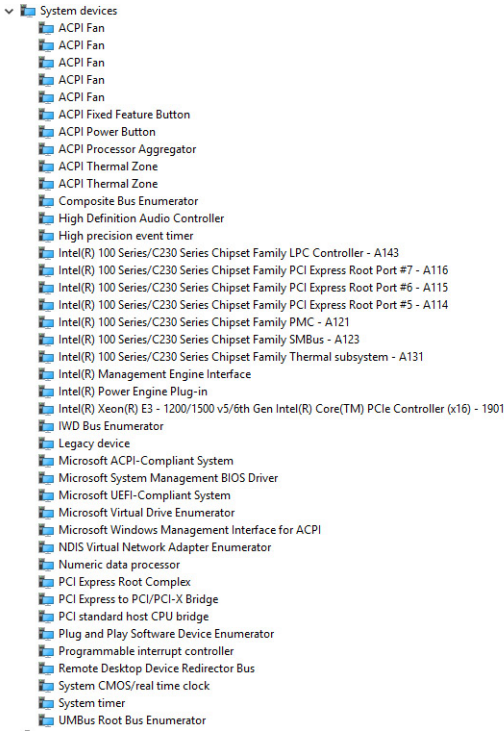 System devices
ACPI Fan
ACPI Fan
ACPI Fan
ACPI Fan
ACPI Fan
ACPI Fixed Feature Button
ACPI Power Button
ACPI Processor Aggregator
ACPI Thermal Zone
ACPI Thermal Zone
Composite Bus Enumerator
High Definition Audio Controller
High precision event timer
Intel(R) 100 Series/C230 Series Chipset Family LPC Controller - A143
Intel(R) 100 Series/C230 Series Chipset Family PCI Express Root Port #7 - A116
Intel(R) 100 Series/C230 Series Chipset Family PCI Express Root Port #6 - A115
Intel(R) 100 Series/C230 Series Chipset Family PCI Express Root Port #5 - A114
Intel(R) 100 Series/C230 Series Chipset Family PMC - A121
Intel(R) 100 Series/C230 Series Chipset Family SMBus - A123
Intel(R) 100 Series/C230 Series Chipset Family Thermal subsystem - A131
Intel(R) Management Engine Interface
Intel(R) Power Engine Plug-in
Intel(R) Xeon(R) E3 - 1200/1500 v5/6th Gen Intel(R) Core(TM) PCIe Controller (x16) - 1901
IWD Bus Enumerator
Legacy device
Microsoft ACPI-Compliant System
Microsoft System Management BIOS Driver
Microsoft UEFI-Compliant System
Microsoft Virtual Drive Enumerator
Microsoft Windows Management Interface for ACPI
NDIS Virtual Network Adapter Enumerator
Numeric data processor
PCI Express Root Complex
PCI Express to PCI/PCI-X Bridge
PCI standard host CPU bridge
Plug and Play Software Device Enumerator
Programmable interrupt controller
Remote Desktop Device Redirector Bus
System CMOS/real time clock
System timer
UMBus Root Bus Enumerator